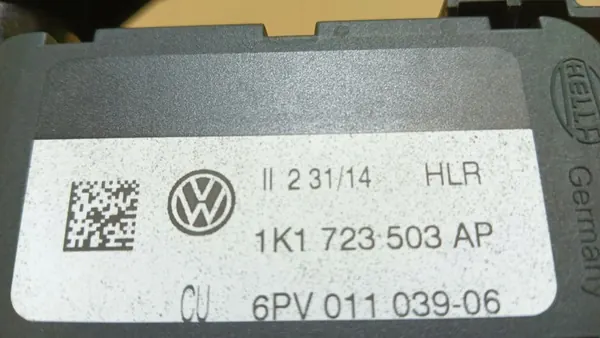 II 2 31/14 HLR
1K1 723 503 AP
CU 6PV 011 039-06
HELLA
Germany